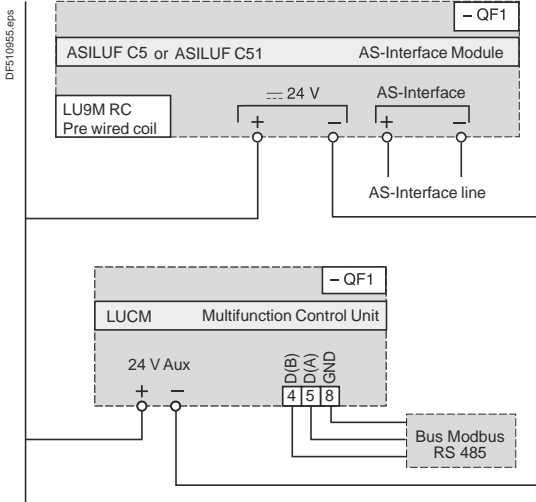 DF510955.eps
– QF1
ASILUF C5 or ASILUF C51 AS-Interface Module
LU9M RC
Pre wired coil
⎓ 24 V AS-Interface
+ – + –
AS-Interface line
– QF1
LUCM Multifunction Control Unit
24 V Aux
+ –
D(B) D(A) GND
4 5 8
Bus Modbus
RS 485